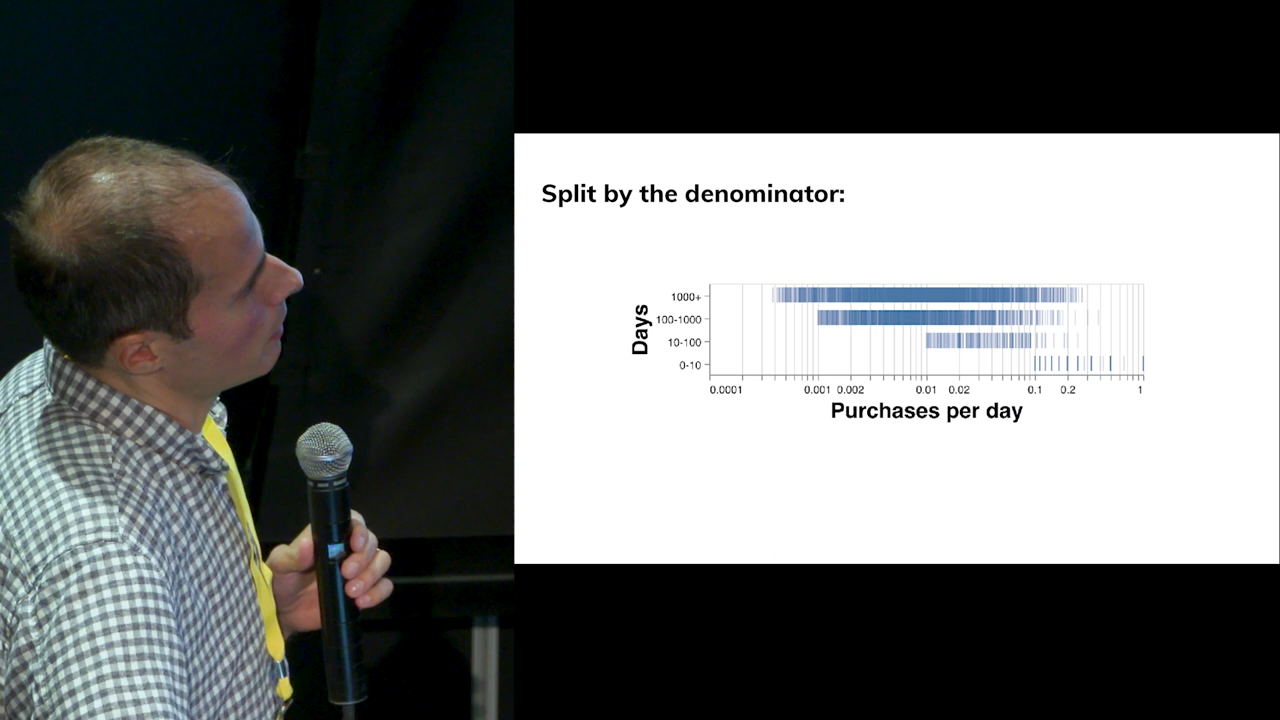 Split by the denominator:
Days
1000+
100-1000
10-100
0-10
0.0001 0.001 0.002 0.01 0.02 0.1 0.2 1
Purchases per day